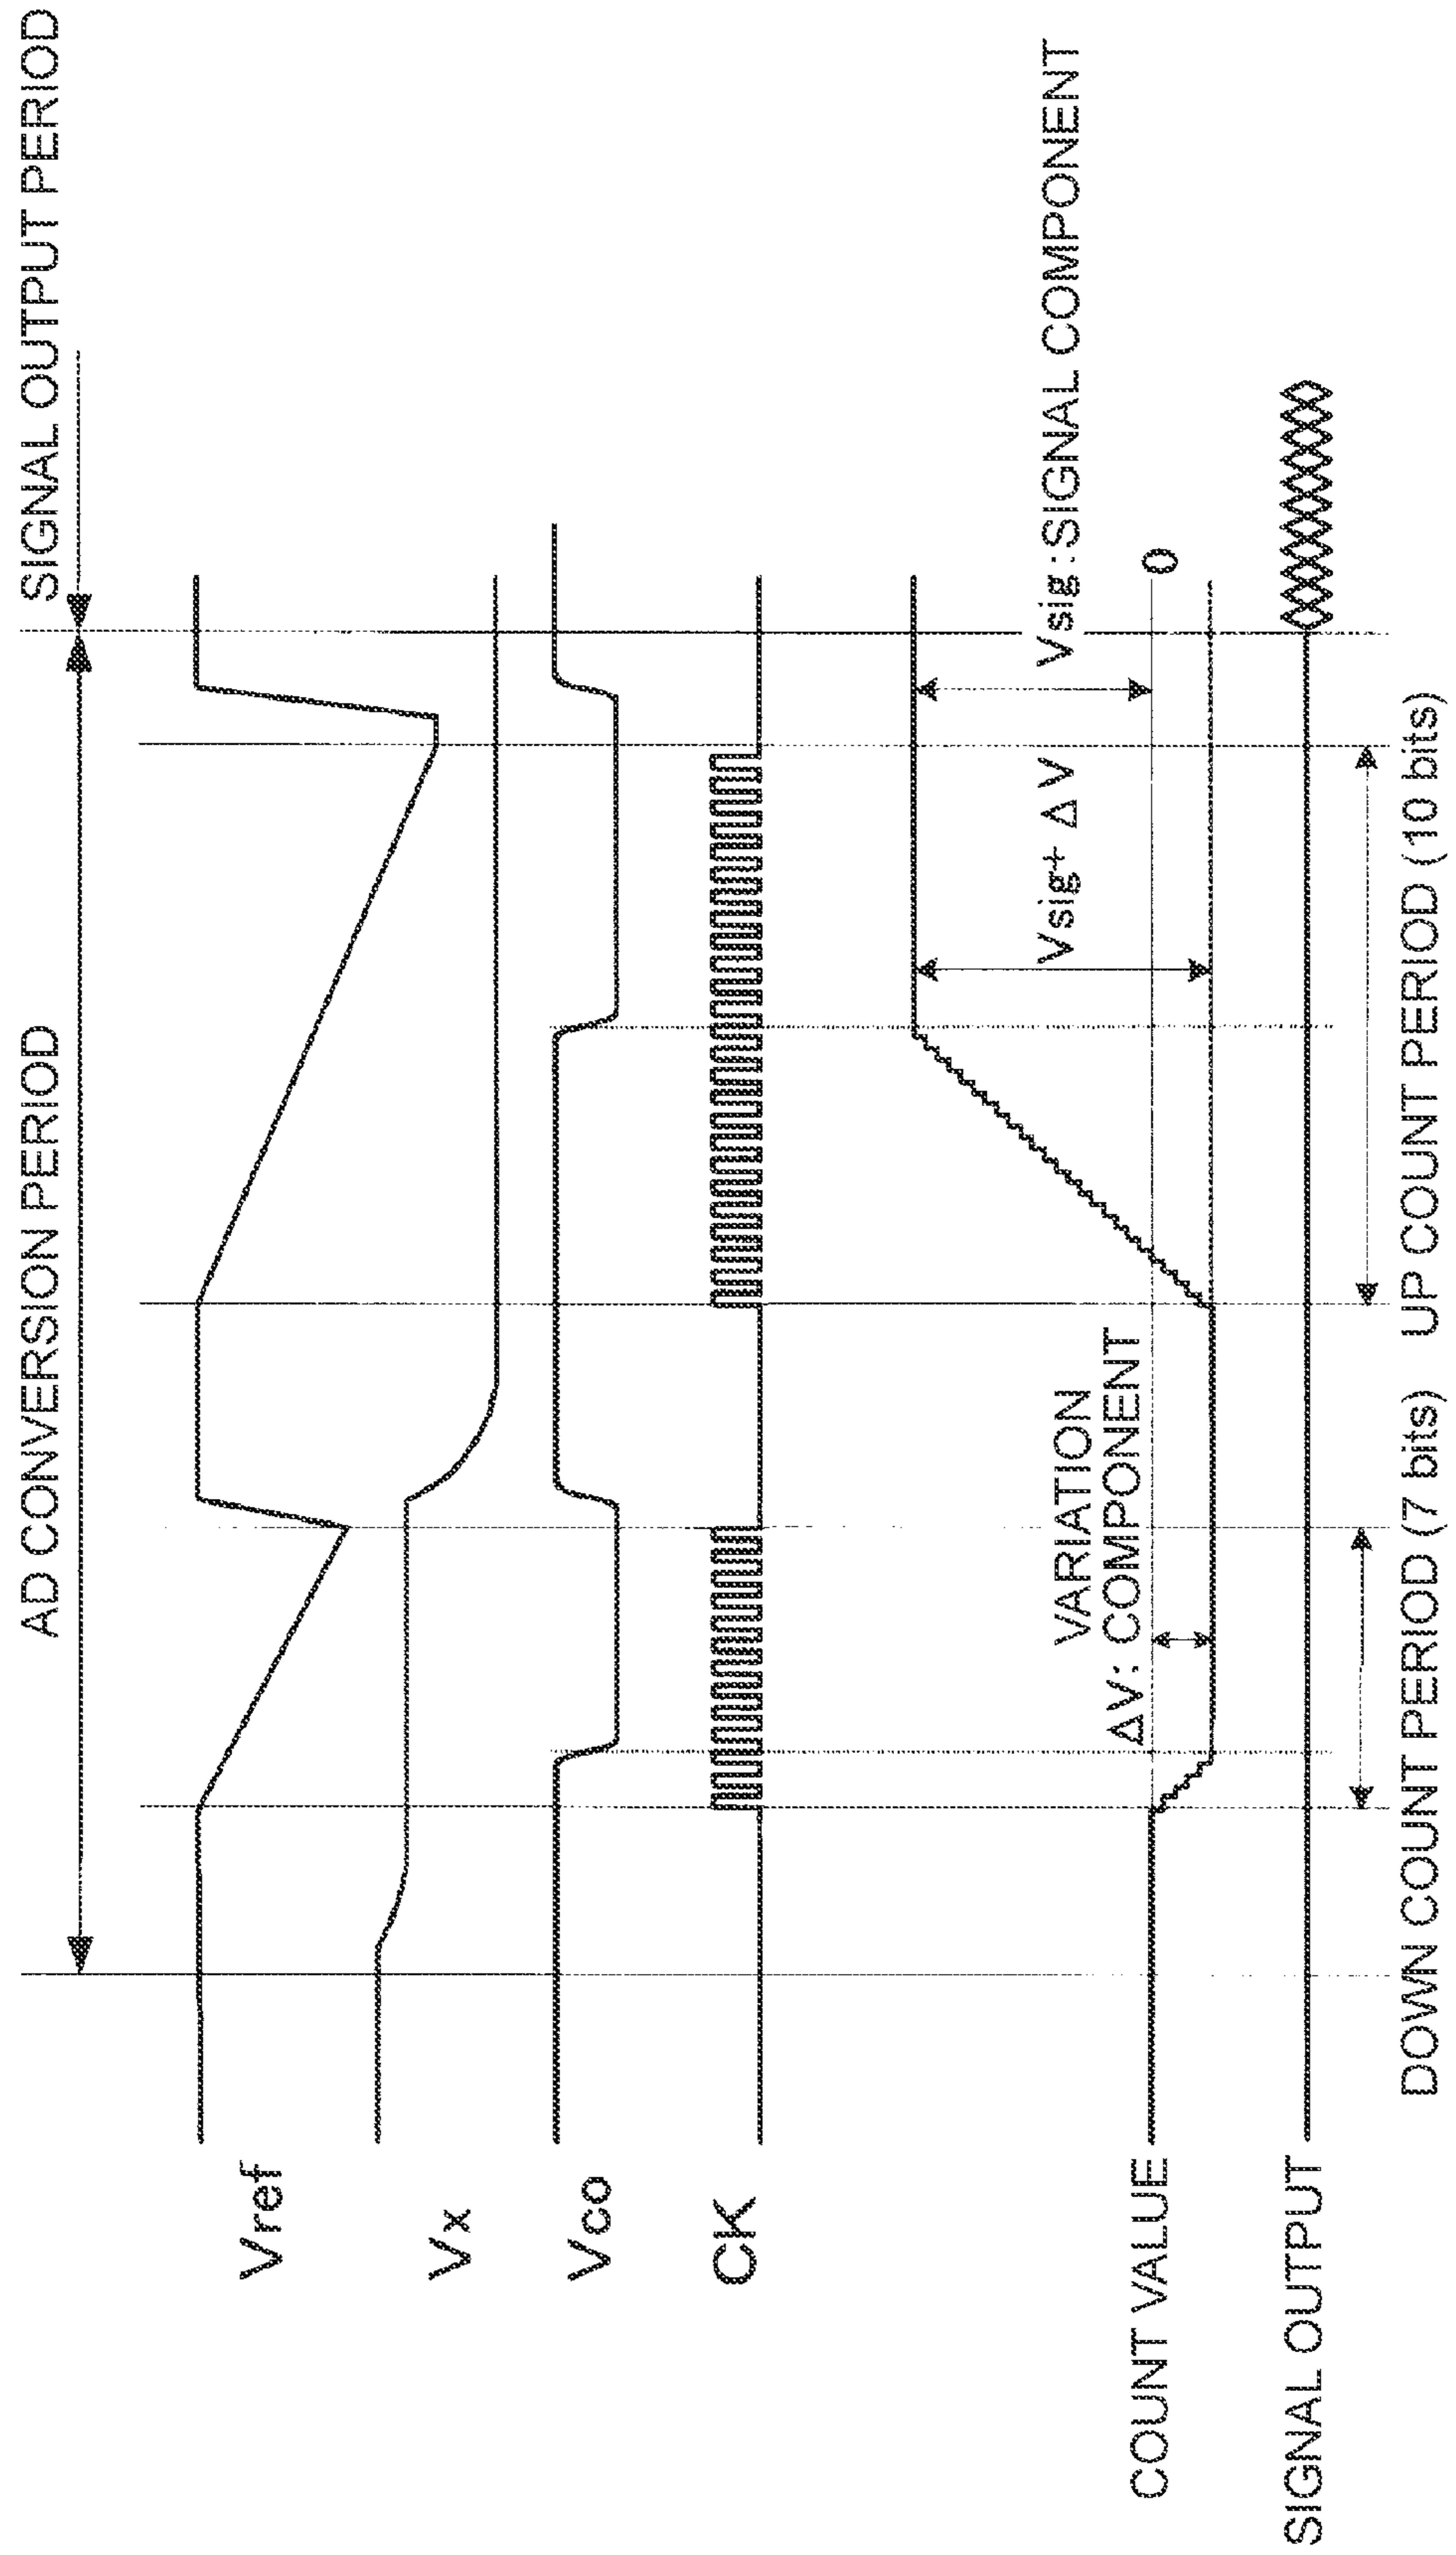 AD CONVERSION PERIOD
SIGNAL OUTPUT PERIOD
Vref
Vx
Vco
CK
COUNT VALUE
VARIATION
ΔV: COMPONENT
Vsig+ ΔV
Vsig:SIGNAL COMPONENT
0
SIGNAL OUTPUT
DOWN COUNT PERIOD (7 bits)
UP COUNT PERIOD (10 bits)